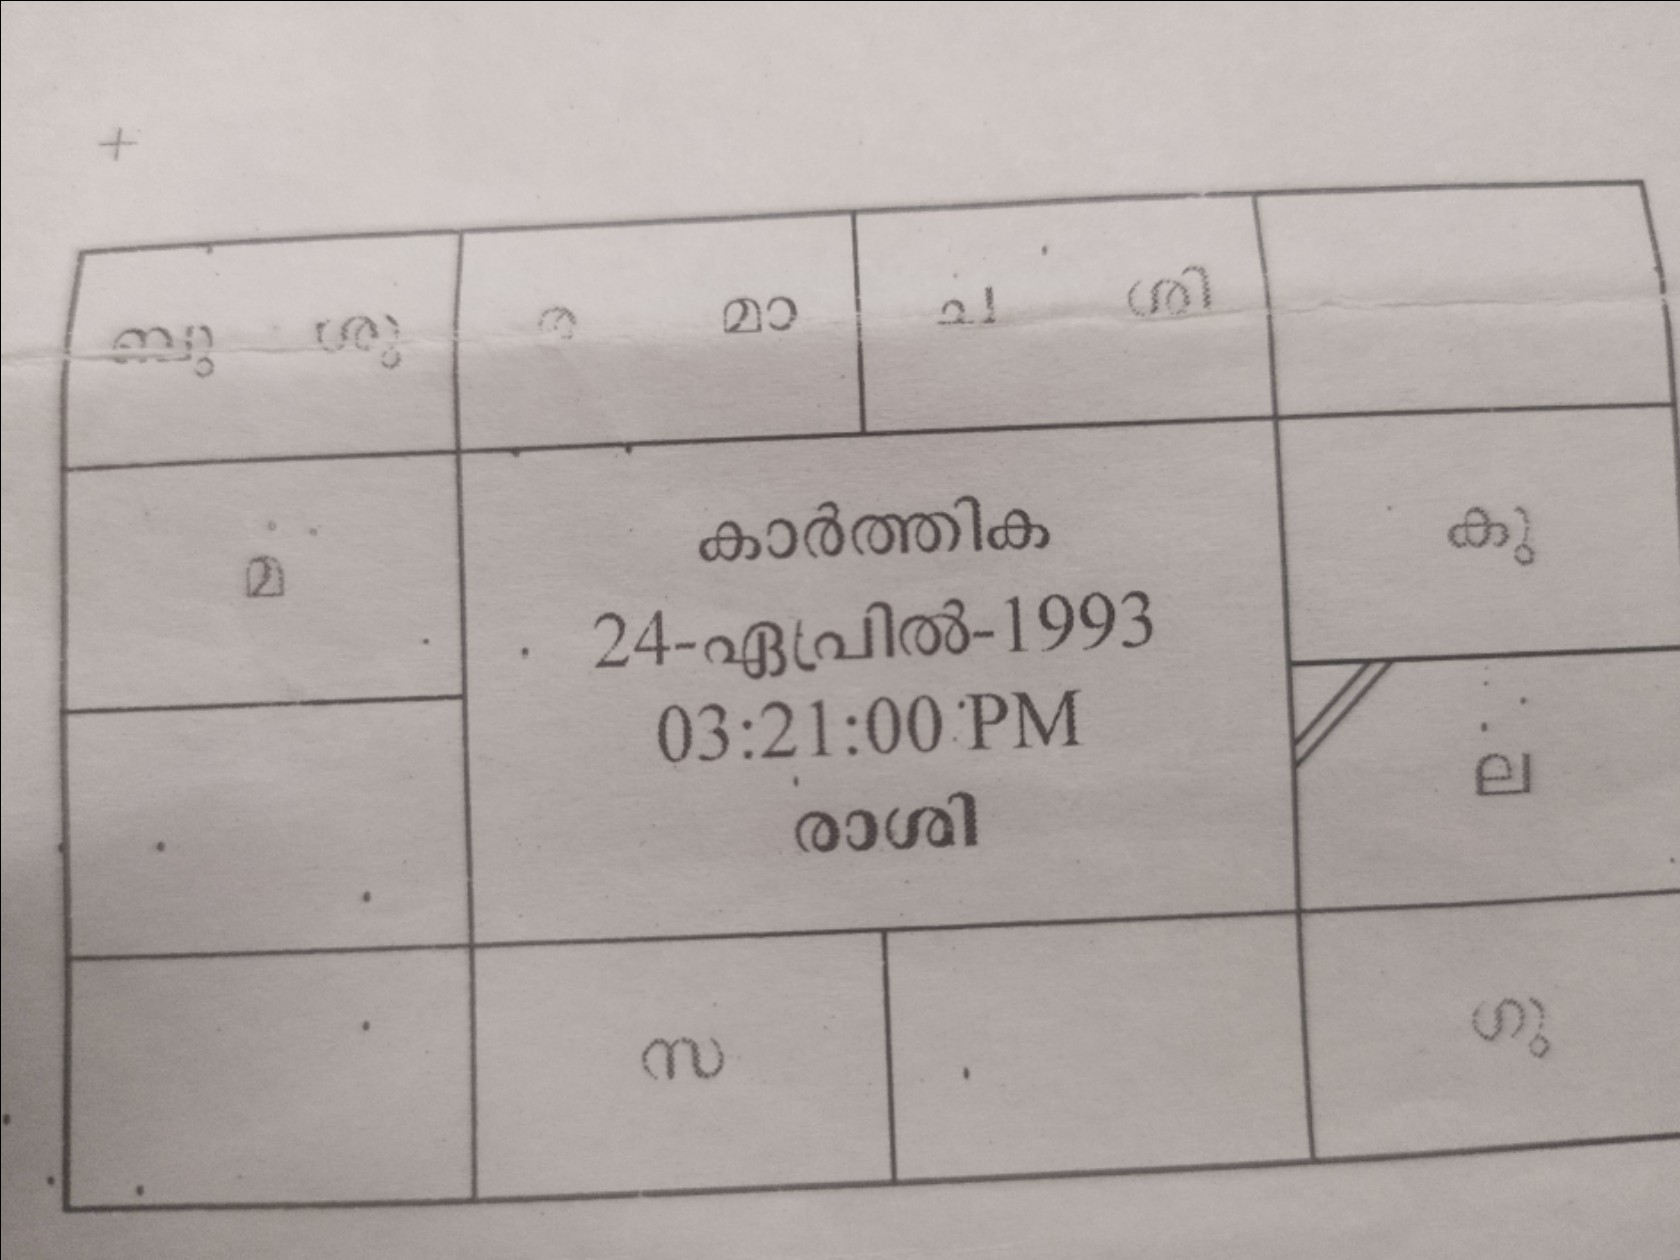 ബു ശു ര മാ ച ശി
മ
കാർത്തിക
കു
24-ഏപ്രിൽ-1993
03:21:00 PM
ല
രാശി
സ
ഗു